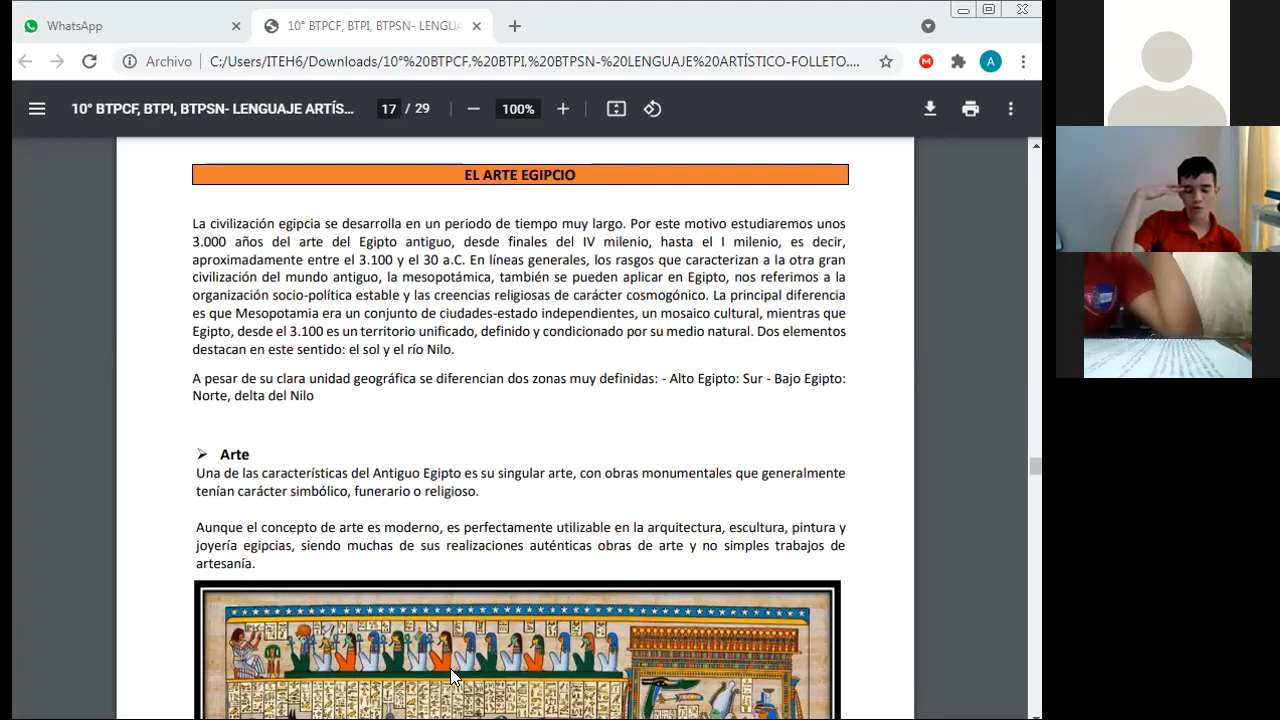 WhatsApp
10° BTPCF, BTPI, BTPSN- LENGUA
Archivo
C:/Users/ITEH6/Downloads/10°%20BTPCF,%20BTPI,%20BTPSN-%20LENGUAJE%20ARTÍSTICO-FOLLETO....
M
A
10° BTPCF, BTPI, BTPSN- LENGUAJE ARTÍS...
17 / 29
100%
EL ARTE EGIPCIO
La civilización egipcia se desarrolla en un periodo de tiempo muy largo. Por este motivo estudiaremos unos
3.000 años del arte del Egipto antiguo, desde finales del IV milenio, hasta el I milenio, es decir,
aproximadamente entre el 3.100 y el 30 a.C. En líneas generales, los rasgos que caracterizan a la otra gran
civilización del mundo antiguo, la mesopotámica, también se pueden aplicar en Egipto, nos referimos a la
organización socio-política estable y las creencias religiosas de carácter cosmogónico. La principal diferencia
es que Mesopotamia era un conjunto de ciudades-estado independientes, un mosaico cultural, mientras que
Egipto, desde el 3.100 es un territorio unificado, definido y condicionado por su medio natural. Dos elementos
destacan en este sentido: el sol y el río Nilo.
A pesar de su clara unidad geográfica se diferencian dos zonas muy definidas: - Alto Egipto: Sur - Bajo Egipto:
Norte, delta del Nilo
Arte
Una de las características del Antiguo Egipto es su singular arte, con obras monumentales que generalmente
tenían carácter simbólico, funerario o religioso.
Aunque el concepto de arte es moderno, es perfectamente utilizable en la arquitectura, escultura, pintura y
joyería egipcias, siendo muchas de sus realizaciones auténticas obras de arte y no simples trabajos de
artesanía.